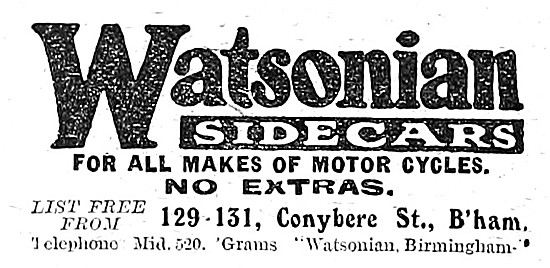 Watsonian
SIDECARS
FOR ALL MAKES OF MOTOR CYCLES.
NO EXTRAS.
LIST FREE FROM 129-131, Conybere St., B'ham.
Telephone Mid. 520. 'Grams "Watsonian, Birmingham."